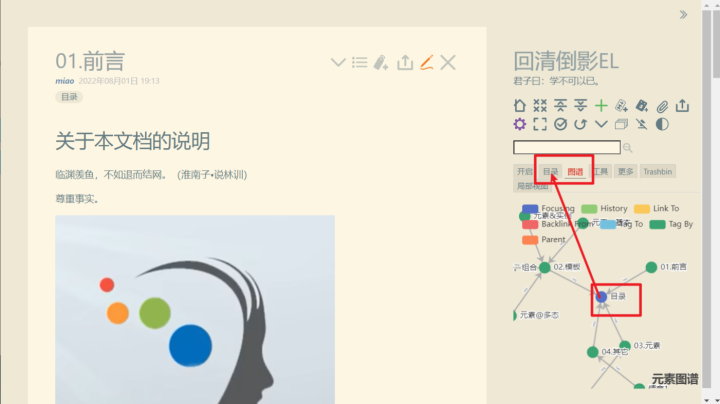 01.前言
miao 2022年08月01日 19:13
目录
关于本文档的说明
临渊羡鱼，不如退而结网。（淮南子•说林训）
尊重事实。
回清倒影EL
君子曰：学不可以已。
开启 目录 图谱 工具 更多 Trashbin
局部视图
Focusing History Link To
Backlink From Tag To Tag By
Parent
元素&实
02.模板
01.前言
组合
目录
元素@多态
03.元素
04.其它
元素图谱